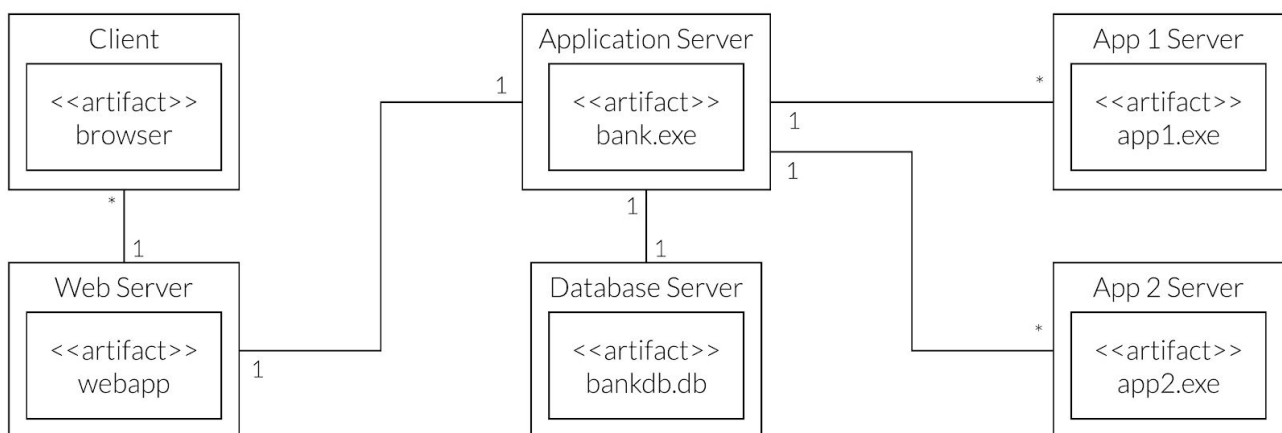 Client
<<artifact>>
browser
*
1
Web Server
<<artifact>>
webapp
1
1
Application Server
<<artifact>>
bank.exe
1
*
1
1
1
Database Server
<<artifact>>
bankdb.db
App 1 Server
<<artifact>>
app1.exe
*
App 2 Server
<<artifact>>
app2.exe